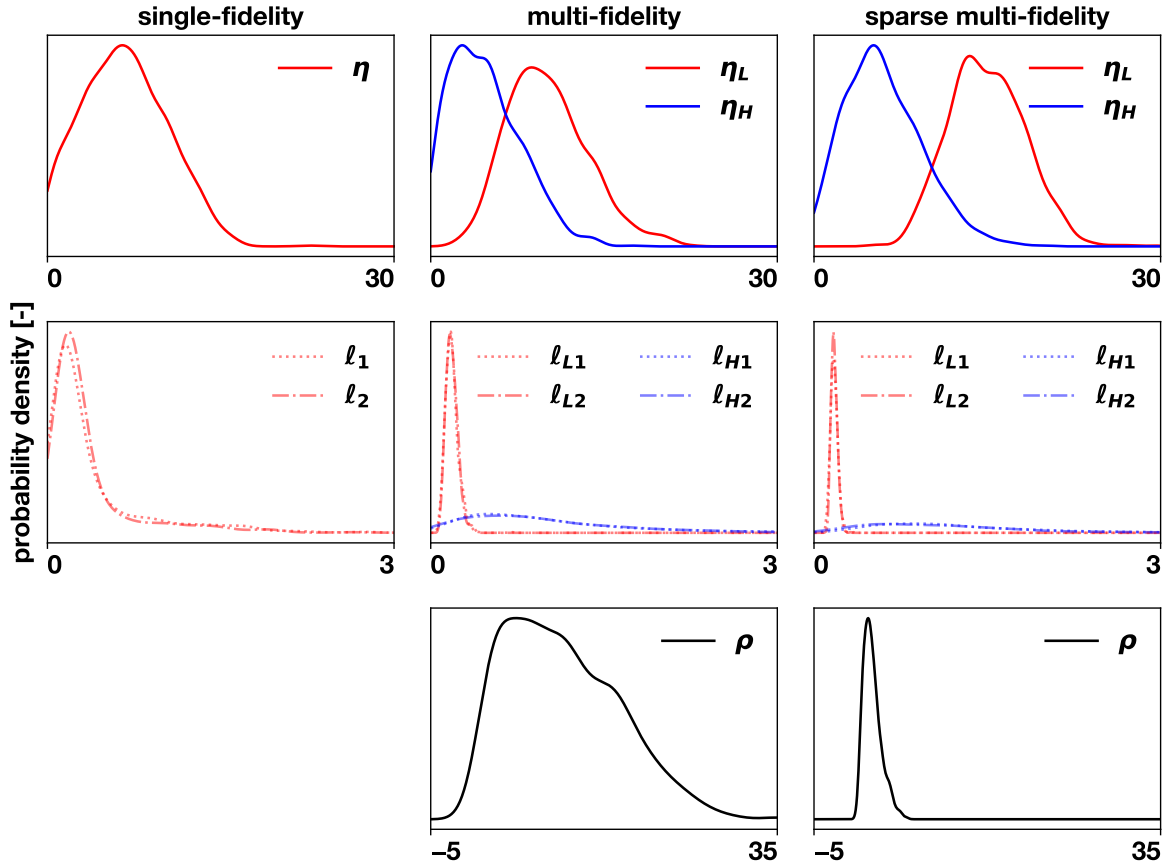 single-fidelity
multi-fidelity
sparse multi-fidelity
η
η_L
η_H
η_L
η_H
0 30
0 30
0 30
probability density [-]
ℓ_1
ℓ_2
ℓ_L1
ℓ_L2
ℓ_H1
ℓ_H2
ℓ_L1
ℓ_L2
ℓ_H1
ℓ_H2
0 3
0 3
0 3
ρ
ρ
−5 35
−5 35